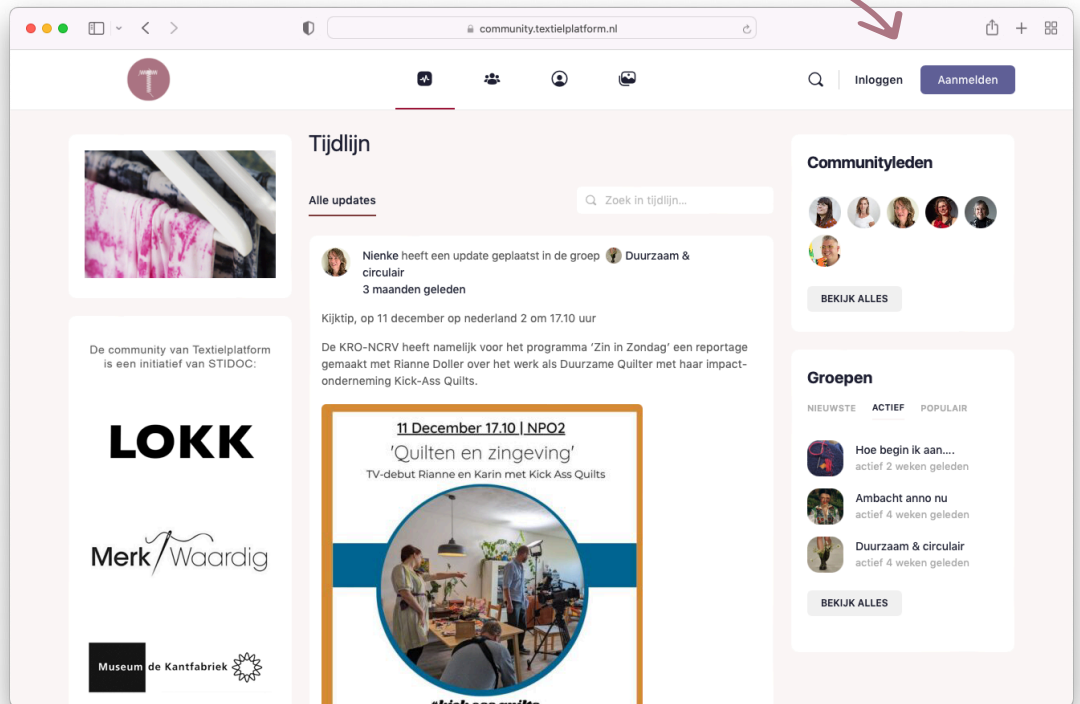 community.textielplatform.nl
T
Inloggen
Aanmelden
De community van Textielplatform
is een initiatief van STIDOC:
LOKK
MerkWaardig
Museum de Kantfabriek
Tijdlijn
Alle updates
Zoek in tijdlijn...
Nienke heeft een update geplaatst in de groep Duurzaam &
circulair
3 maanden geleden
Kijktip, op 11 december op nederland 2 om 17.10 uur
De KRO-NCRV heeft namelijk voor het programma ‘Zin in Zondag’ een reportage
gemaakt met Rianne Doller over het werk als Duurzame Quilter met haar impact-
onderneming Kick-Ass Quilts.
11 December 17.10 | NPO2
'Quilten en zingeving'
TV-debut Rianne en Karin met Kick Ass Quilts
#kick ass quilts
Communityleden
BEKIJK ALLES
Groepen
NIEUWSTE ACTIEF POPULAIR
Hoe begin ik aan....
actief 2 weken geleden
Ambacht anno nu
actief 4 weken geleden
Duurzaam & circulair
actief 4 weken geleden
BEKIJK ALLES